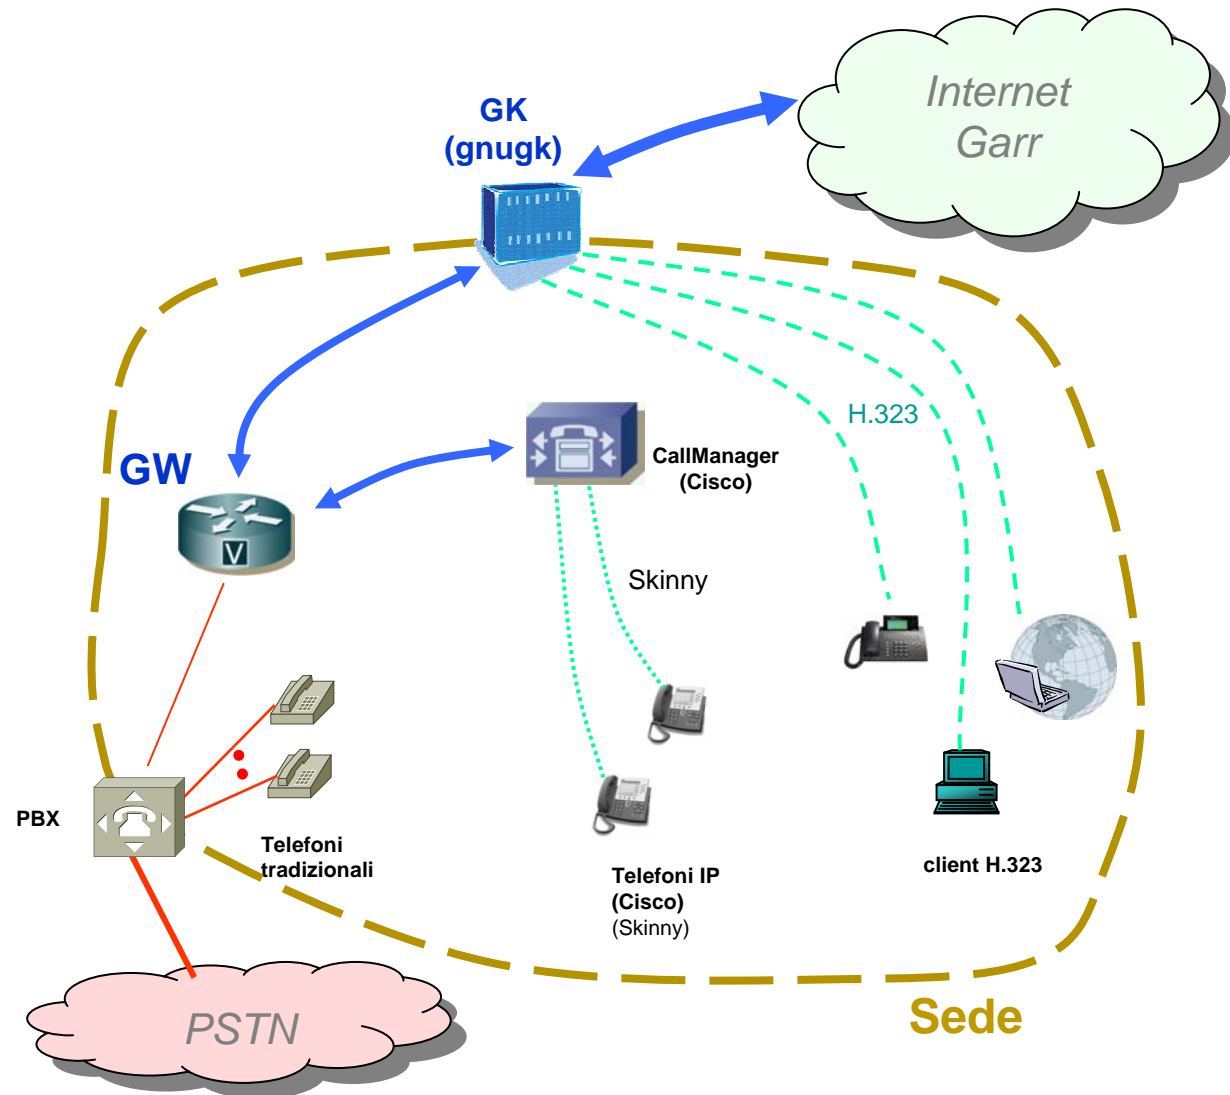 Internet
Garr
GK
(gnugk)
H.323
GW
CallManager
(Cisco)
V
Skinny
PBX
Telefoni
tradizionali
Telefoni IP
(Cisco)
(Skinny)
client H.323
PSTN
Sede